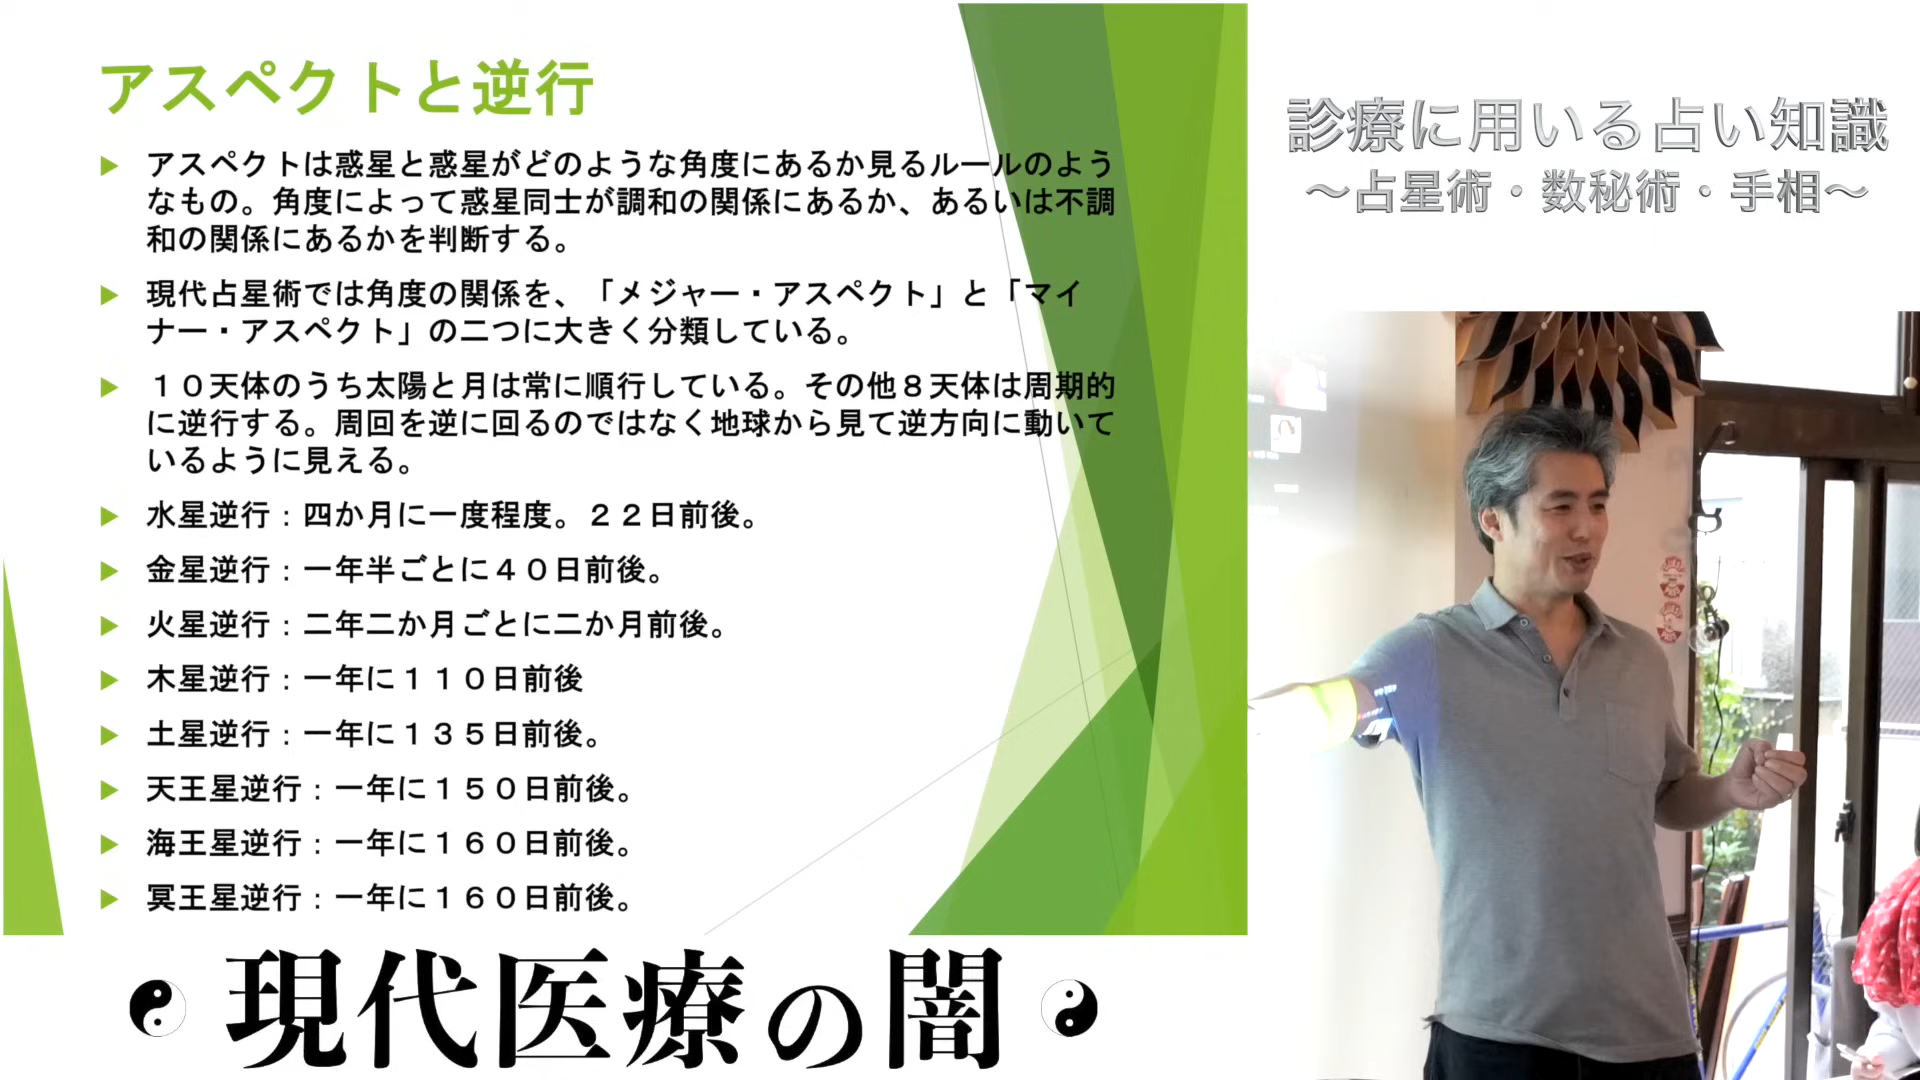 アスペクトと逆行
アスペクトは惑星と惑星がどのような角度にあるか見るルールのよう
なもの。角度によって惑星同士が調和の関係にあるか、あるいは不調
和の関係にあるかを判断する。
現代占星術では角度の関係を、「メジャー・アスペクト」と「マイ
ナー・アスペクト」の二つに大きく分類している。
１０天体のうち太陽と月は常に順行している。その他８天体は周期的
に逆行する。周回を逆に回るのではなく地球から見て逆方向に動いて
いるように見える。
水星逆行：四か月に一度程度。２２日前後。
金星逆行：一年半ごとに４０日前後。
火星逆行：二年二か月ごとに二か月前後。
木星逆行：一年に１１０日前後
土星逆行：一年に１３５日前後。
天王星逆行：一年に１５０日前後。
海王星逆行：一年に１６０日前後。
冥王星逆行：一年に１６０日前後。
現代医療の闇
診療に用いる占い知識
～占星術・数秘術・手相～